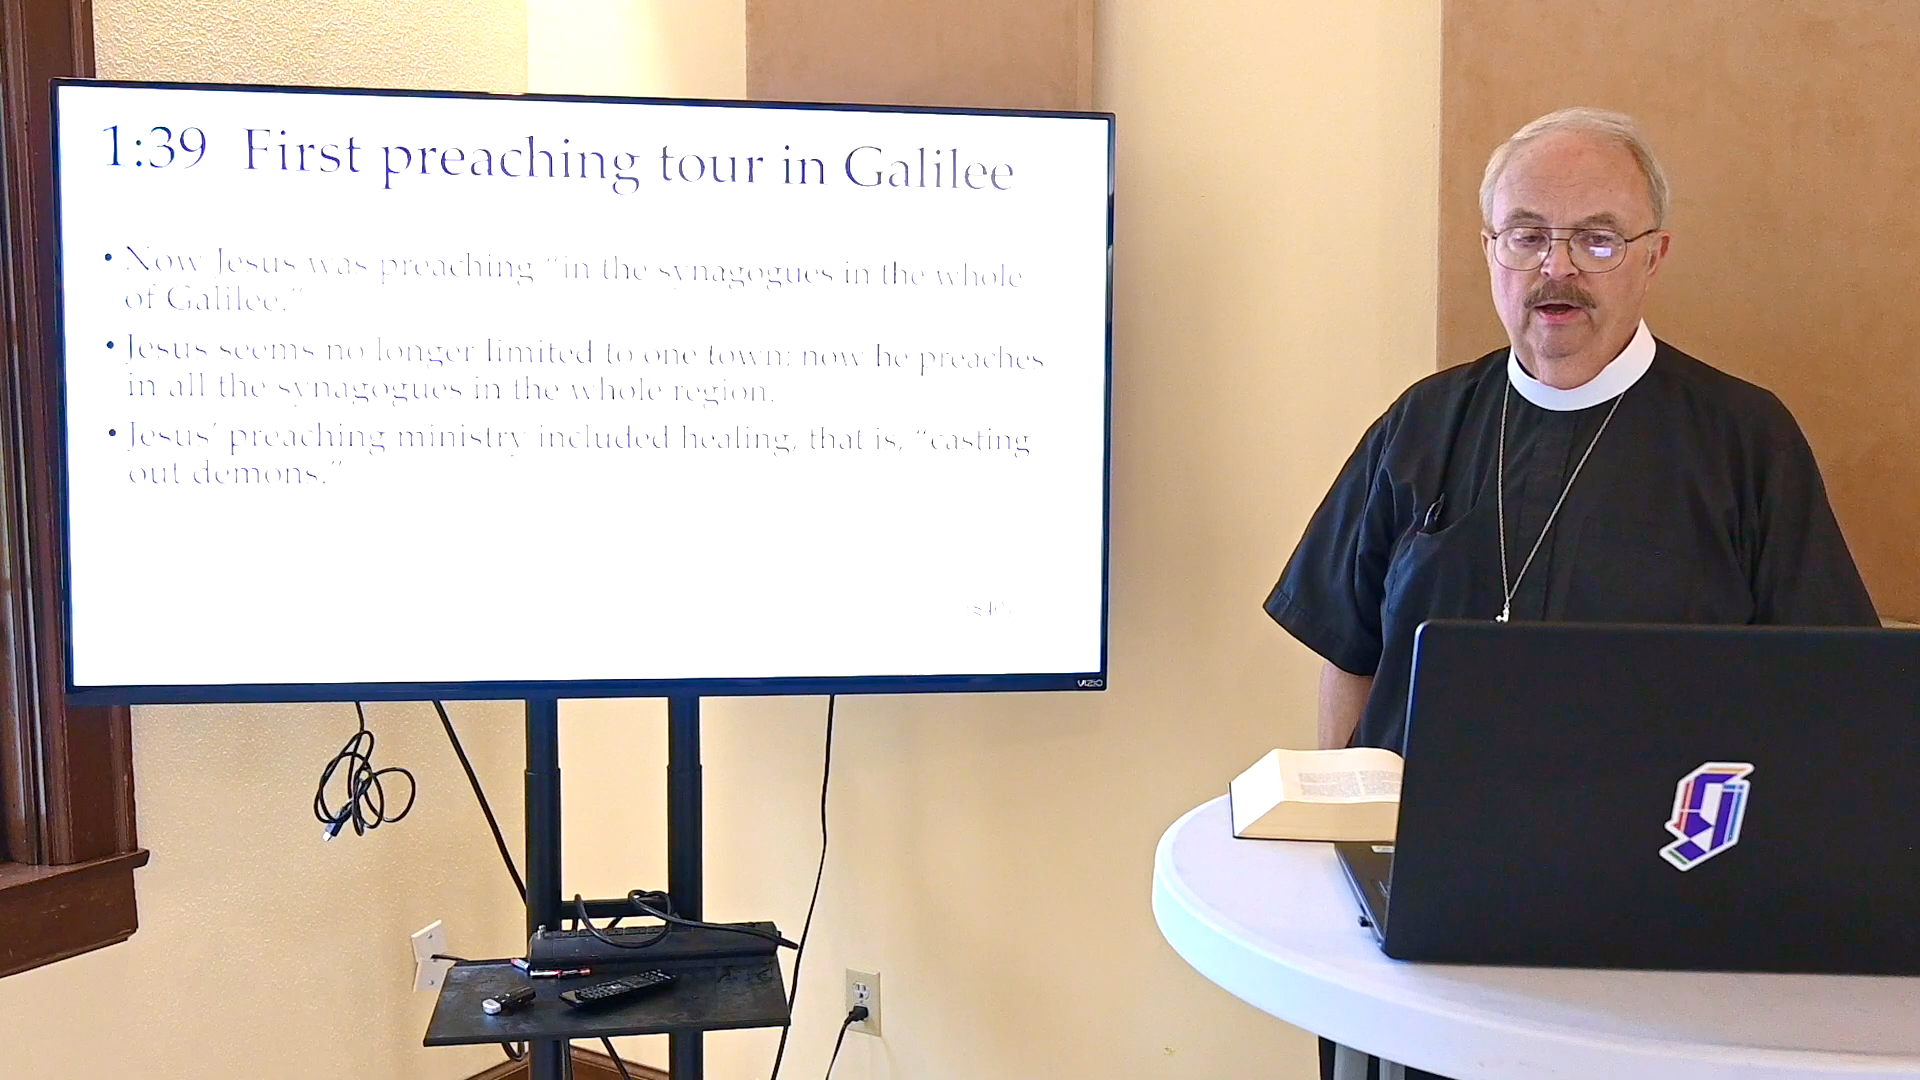 1:39 First preaching tour in Galilee
• Now Jesus was preaching “in the synagogues in the whole
of Galilee.”
• Jesus seems no longer limited to one town; now he preaches
in all the synagogues in the whole region.
• Jesus’ preaching ministry included healing, that is, “casting
out demons.”
VIZIO